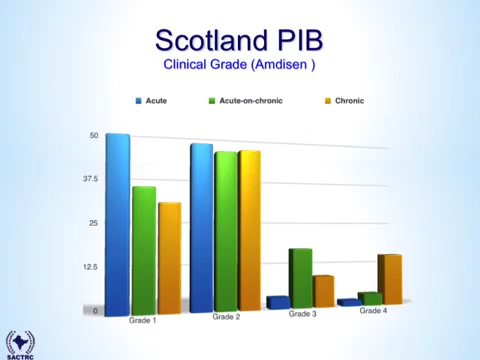 Scotland PIB
Clinical Grade (Amdisen )
Acute
Acute-on-chronic
Chronic
50
37.5
25
12.5
0
Grade 1
Grade 2
Grade 3
Grade 4
SACTRC